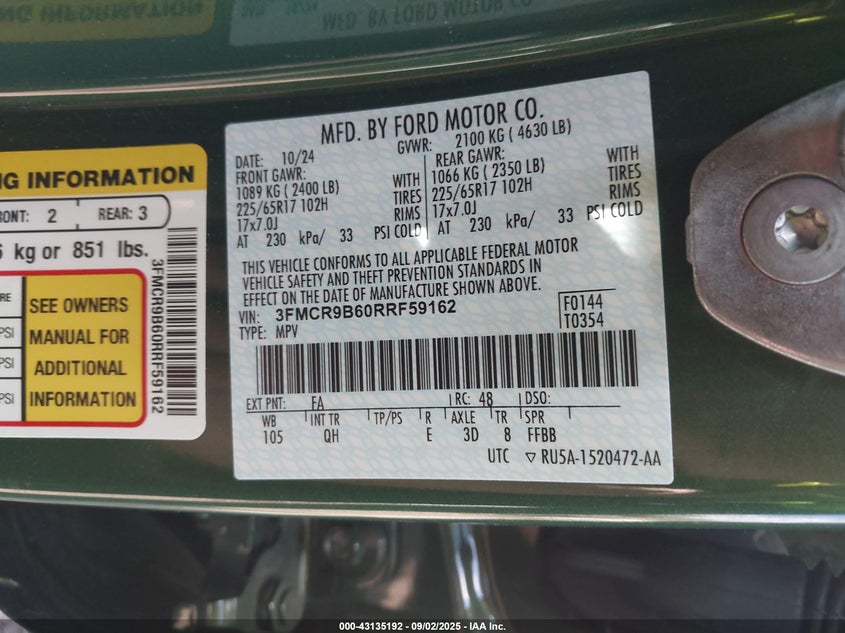 NG INFORMATION
RONT: 2 REAR: 3
kg or 851 lbs.
SEE OWNERS
MANUAL FOR
ADDITIONAL
INFORMATION
PSI
PSI
PSI
3FMCR9B60RRF59162
MFD. BY FORD MOTOR CO.
DATE: 10/24 GVWR: 2100 KG ( 4630 LB)
FRONT GAWR: REAR GAWR:
1089 KG ( 2400 LB) WITH 1066 KG ( 2350 LB) WITH
225/65R17 102H TIRES 225/65R17 102H TIRES
17x7.0J RIMS 17x7.0J RIMS
AT 230 kPa/ 33 PSI COLD AT 230 kPa/ 33 PSI COLD
THIS VEHICLE CONFORMS TO ALL APPLICABLE FEDERAL MOTOR
VEHICLE SAFETY AND THEFT PREVENTION STANDARDS IN
EFFECT ON THE DATE OF MANUFACTURE SHOWN ABOVE.
VIN: 3FMCR9B60RRF59162 F0144
TYPE: MPV T0354
EXT PNT: FA RC: 48 DSO:
WB INT TR TP/PS R AXLE TR SPR
105 QH E 3D 8 FFBB
UTC ▽ RU5A-1520472-AA
000-43135192 - 09/02/2025 - IAA Inc.